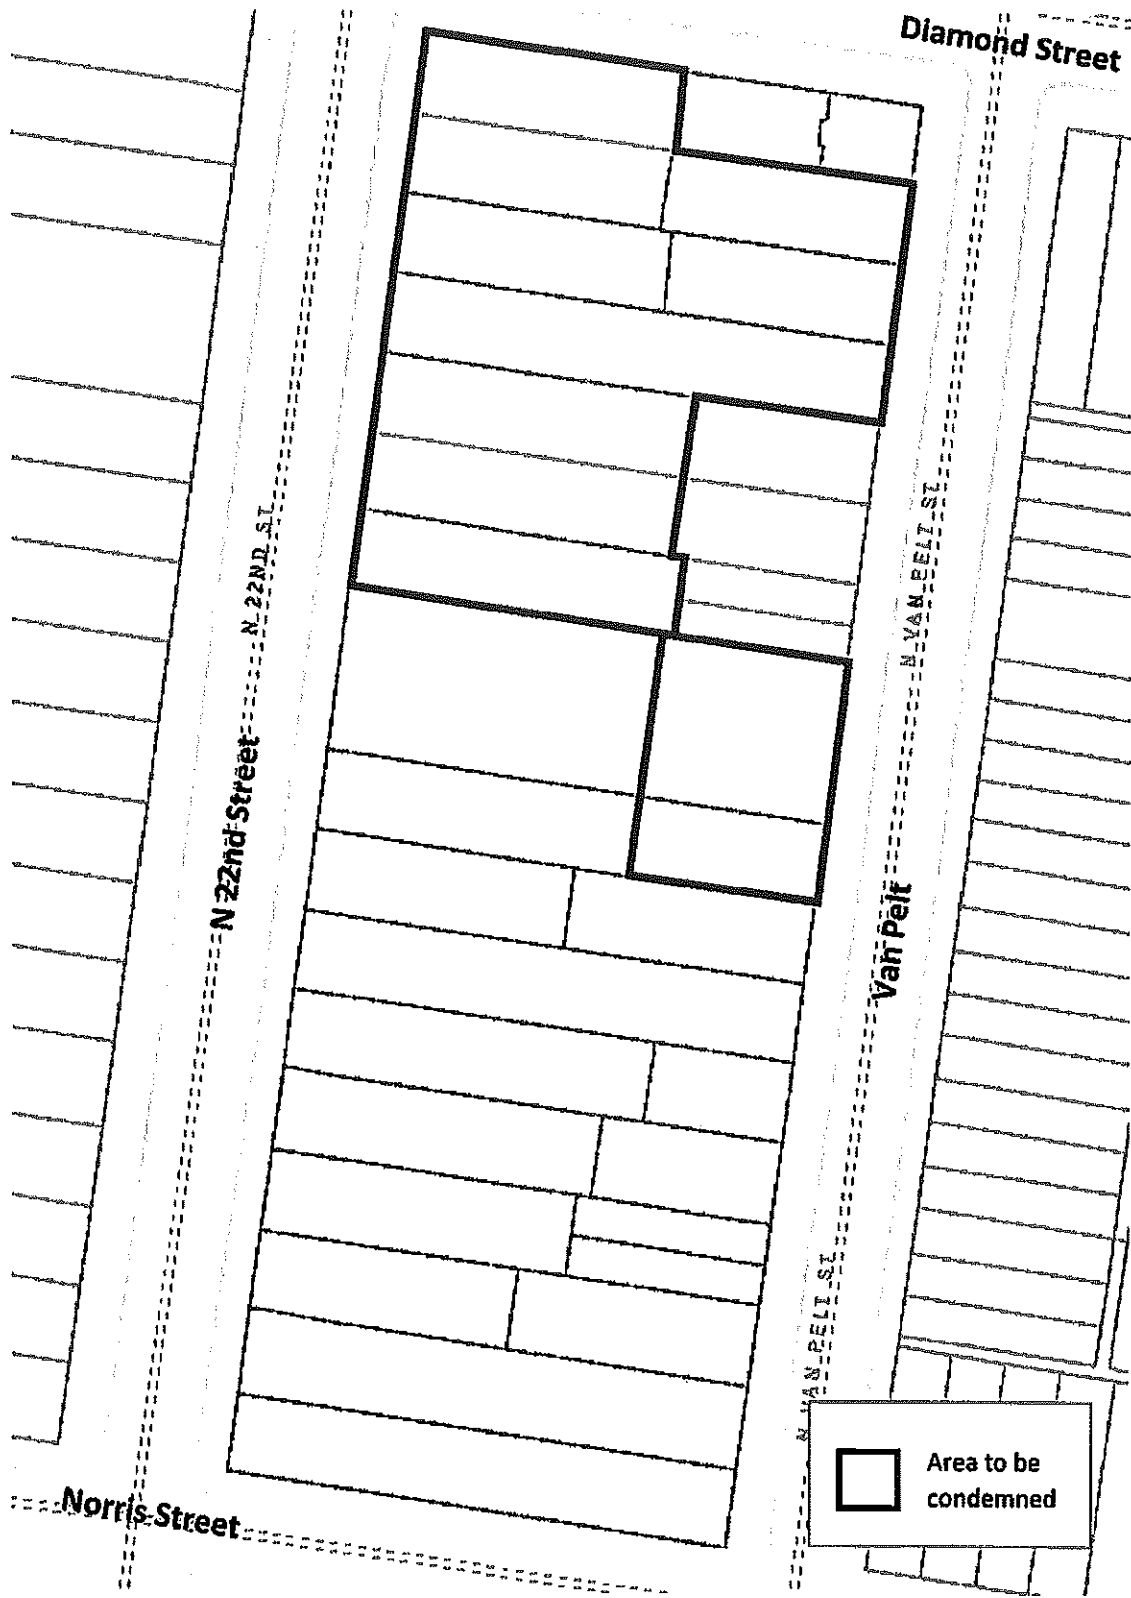 Diamond Street
N 22ND ST
N VAN PELT ST
N 22nd Street
Van Pelt
N VAN PELT ST
Norris Street
Area to be
condemned